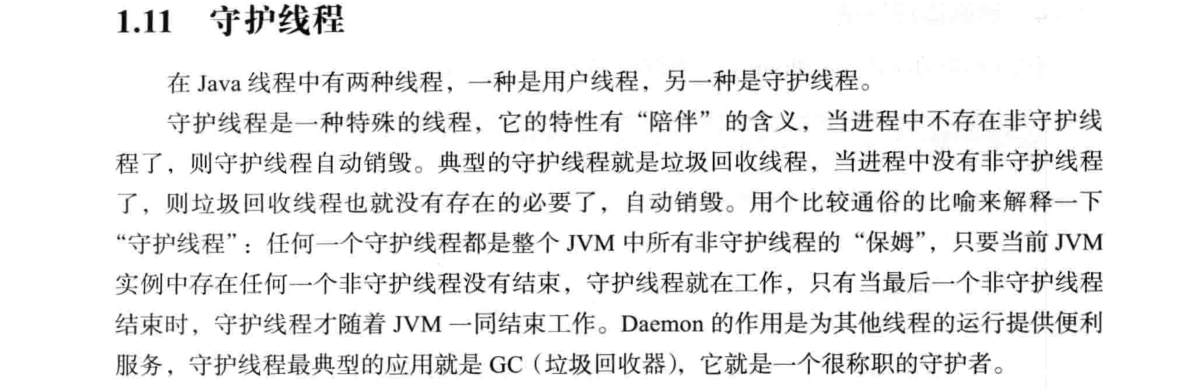 1.11 守护线程
在 Java 线程中有两种线程，一种是用户线程，另一种是守护线程。
守护线程是一种特殊的线程，它的特性有“陪伴”的含义，当进程中不存在非守护线
程了，则守护线程自动销毁。典型的守护线程就是垃圾回收线程，当进程中没有非守护线程
了，则垃圾回收线程也就没有存在的必要了，自动销毁。用个比较通俗的比喻来解释一下
“守护线程”：任何一个守护线程都是整个 JVM 中所有非守护线程的“保姆”，只要当前 JVM
实例中存在任何一个非守护线程没有结束，守护线程就在工作，只有当最后一个非守护线程
结束时，守护线程才随着 JVM 一同结束工作。Daemon 的作用是为其他线程的运行提供便利
服务，守护线程最典型的应用就是 GC（垃圾回收器），它就是一个很称职的守护者。